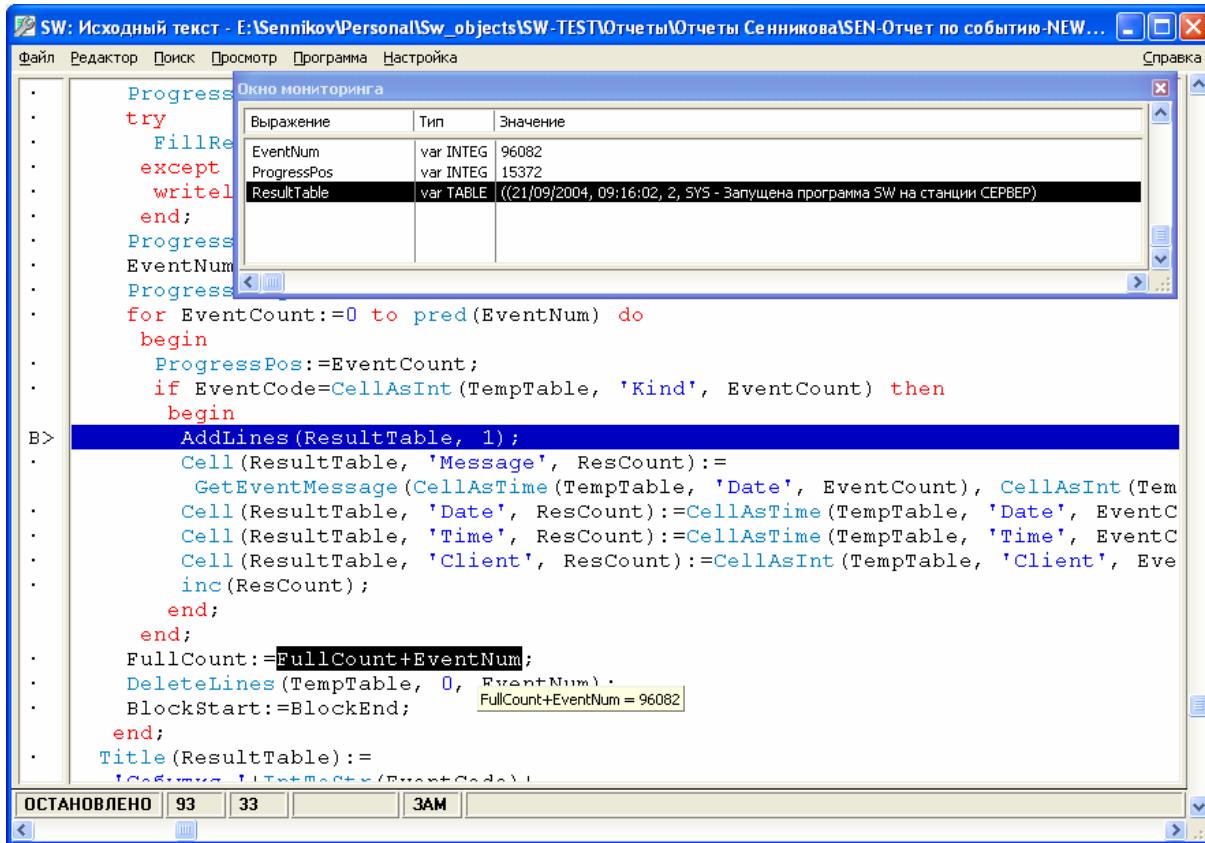 SW: Исходный текст - E:\Sennikov\Personal\Sw_objects\SW-TEST\Отчеты\Отчеты Сенникова\SEN-Отчет по событию-NEW...
Файл Редактор Поиск Просмотр Программа Настройка Справка
Окно мониторинга
Выражение Тип Значение
EventNum var INTEG 96082
ProgressPos var INTEG 15372
ResultTable var TABLE ((21/09/2004, 09:16:02, 2, SYS - Запущена программа SW на станции СЕРВЕР)
Progress
try
FillRe
except
writel
end;
Progress
EventNum
Progress
for EventCount:=0 to pred(EventNum) do
begin
ProgressPos:=EventCount;
if EventCode=CellAsInt(TempTable, 'Kind', EventCount) then
begin
B> AddLines(ResultTable, 1);
Cell(ResultTable, 'Message', ResCount):=
GetEventMessage(CellAsTime(TempTable, 'Date', EventCount), CellAsInt(Tem
Cell(ResultTable, 'Date', ResCount):=CellAsTime(TempTable, 'Date', EventC
Cell(ResultTable, 'Time', ResCount):=CellAsTime(TempTable, 'Time', EventC
Cell(ResultTable, 'Client', ResCount):=CellAsInt(TempTable, 'Client', Eve
inc(ResCount);
end;
end;
FullCount:=FullCount+EventNum;
DeleteLines(TempTable, 0, EventNum);
FullCount+EventNum = 96082
BlockStart:=BlockEnd;
end;
Title(ResultTable):=
'События '+IntToStr(EventCode)+
ОСТАНОВЛЕНО 93 33 ЗАМ